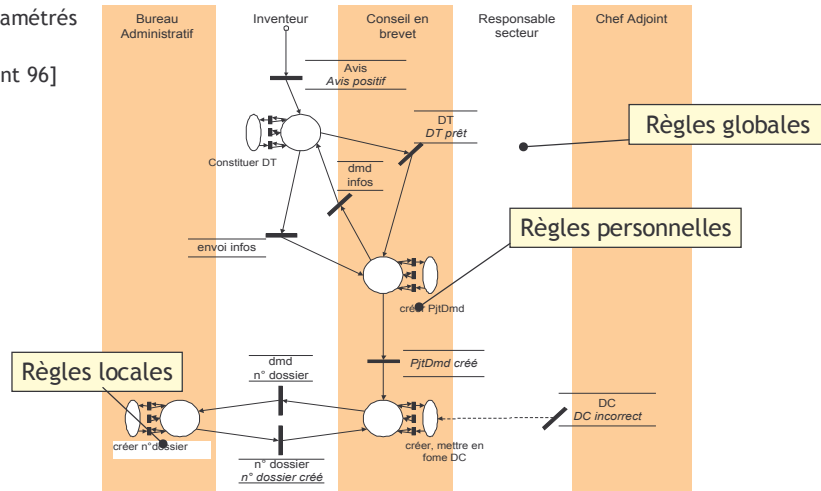 amétrés
nt 96]
Bureau
Administratif
Inventeur
Conseil en
brevet
Responsable
secteur
Chef Adjoint
Avis
Avis positif
DT
DT prêt
Règles globales
Constituer DT
dmd
infos
Règles personnelles
envoi infos
créer PjtDmd
Règles locales
dmd
n° dossier
PjtDmd créé
DC
DC incorrect
créer n°dossier
créer, mettre en
fome DC
n° dossier
n° dossier créé